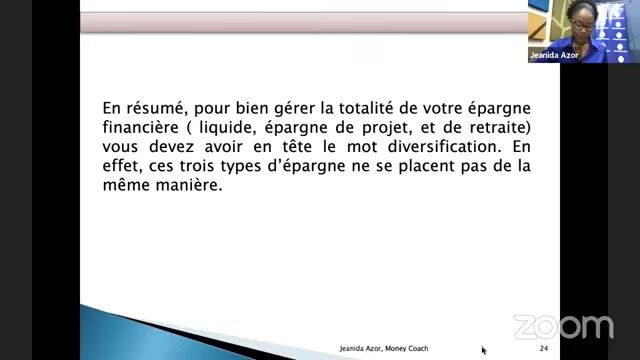 Jeanida Azor
En résumé, pour bien gérer la totalité de votre épargne
financière ( liquide, épargne de projet, et de retraite)
vous devez avoir en tête le mot diversification. En
effet, ces trois types d'épargne ne se placent pas de la
même manière.
Jeanida Azor, Money Coach
24
zoom